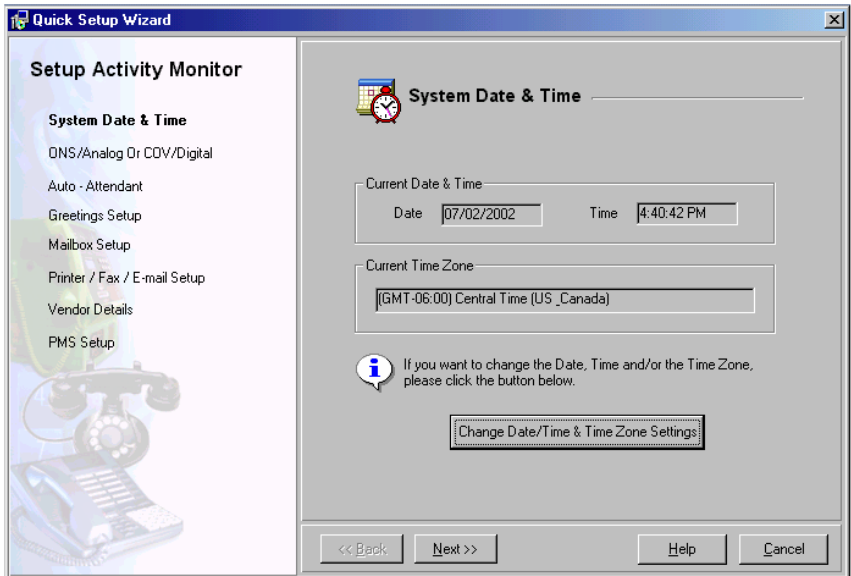 Quick Setup Wizard
Setup Activity Monitor
System Date & Time
ONS/Analog Or COV/Digital
Auto - Attendant
Greetings Setup
Mailbox Setup
Printer / Fax / E-mail Setup
Vendor Details
PMS Setup
System Date & Time
Current Date & Time
Date 07/02/2002 Time 4:40:42 PM
Current Time Zone
(GMT-06:00) Central Time (US _Canada)
If you want to change the Date, Time and/or the Time Zone,
please click the button below.
Change Date/Time & Time Zone Settings
<< Back Next >> Help Cancel